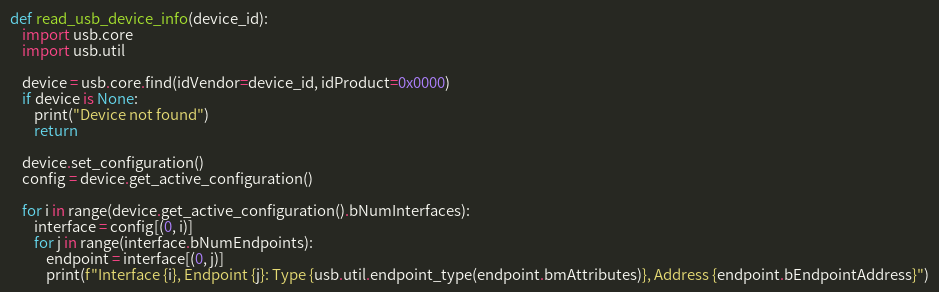 def read_usb_device_info(device_id):
    import usb.core
    import usb.util

    device = usb.core.find(idVendor=device_id, idProduct=0x0000)
    if device is None:
        print("Device not found")
        return

    device.set_configuration()
    config = device.get_active_configuration()

    for i in range(device.get_active_configuration().bNumInterfaces):
        interface = config[(0, i)]
        for j in range(interface.bNumEndpoints):
            endpoint = interface[(0, j)]
            print(f"Interface {i}, Endpoint {j}: Type {usb.util.endpoint_type(endpoint.bmAttributes)}, Address {endpoint.bEndpointAddress}")